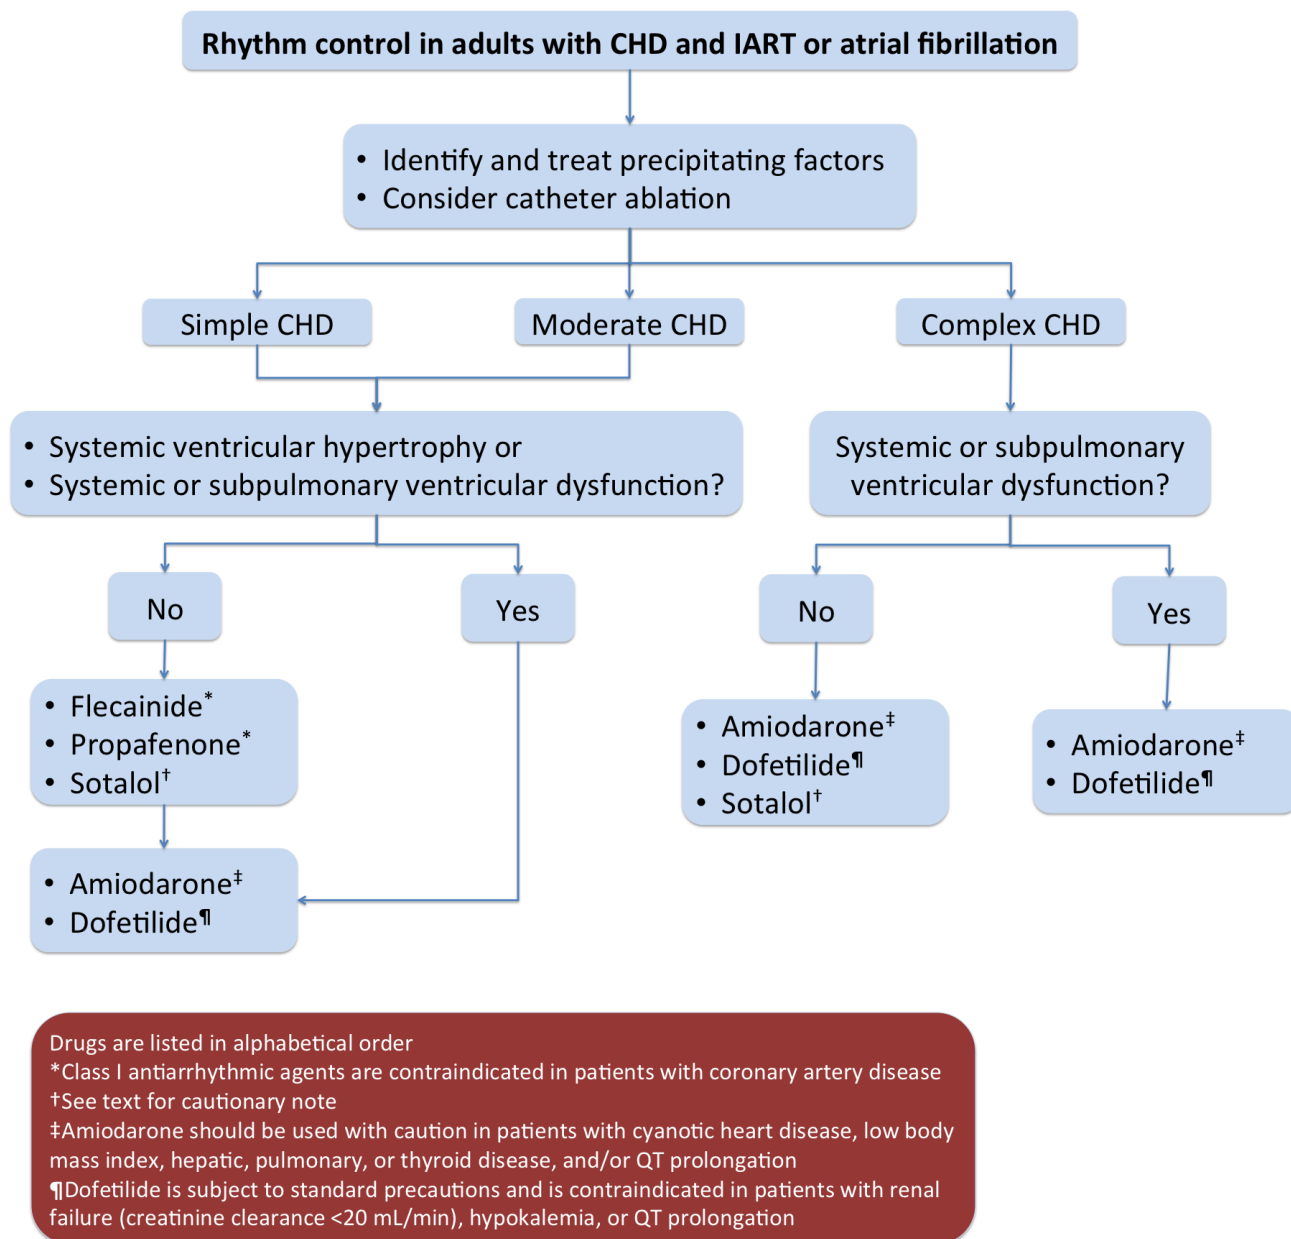 Rhythm control in adults with CHD and IART or atrial fibrillation
• Identify and treat precipitating factors
• Consider catheter ablation
Simple CHD
Moderate CHD
Complex CHD
• Systemic ventricular hypertrophy or
• Systemic or subpulmonary ventricular dysfunction?
Systemic or subpulmonary
ventricular dysfunction?
No
Yes
No
Yes
• Flecainide*
• Propafenone*
• Sotalol†
• Amiodarone‡
• Dofetilide¶
• Sotalol†
• Amiodarone‡
• Dofetilide¶
• Amiodarone‡
• Dofetilide¶
Drugs are listed in alphabetical order
*Class I antiarrhythmic agents are contraindicated in patients with coronary artery disease
†See text for cautionary note
‡Amiodarone should be used with caution in patients with cyanotic heart disease, low body
mass index, hepatic, pulmonary, or thyroid disease, and/or QT prolongation
¶Dofetilide is subject to standard precautions and is contraindicated in patients with renal
failure (creatinine clearance <20 mL/min), hypokalemia, or QT prolongation